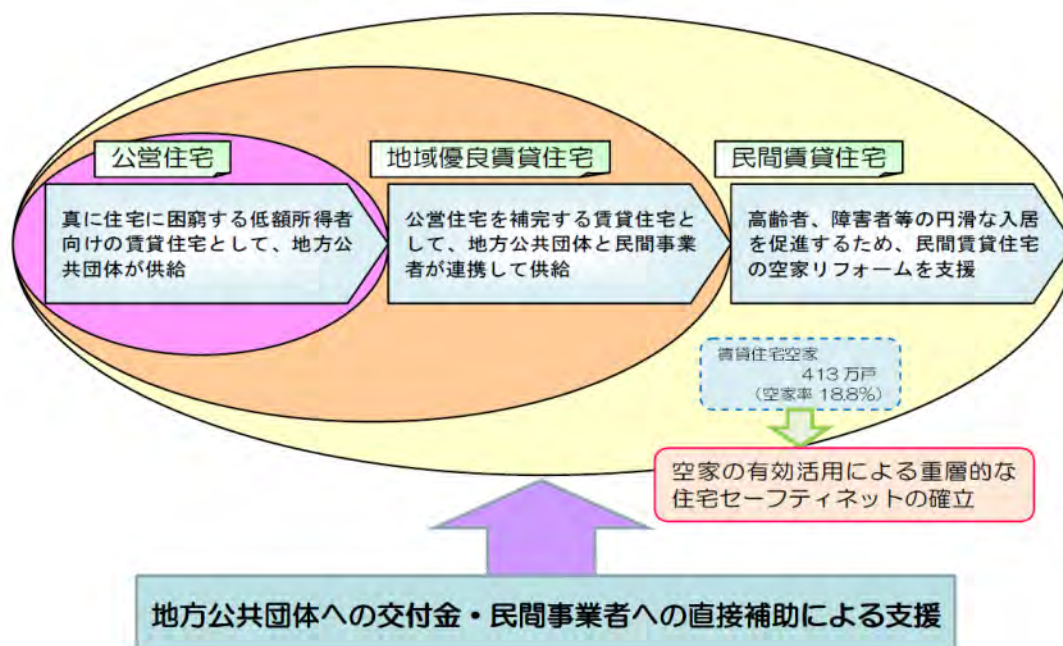 公営住宅
真に住宅に困窮する低額所得者
向けの賃貸住宅として、地方公
共団体が供給
地域優良賃貸住宅
公営住宅を補完する賃貸住宅と
して、地方公共団体と民間事業
者が連携して供給
民間賃貸住宅
高齢者、障害者等の円滑な入居
を促進するため、民間賃貸住宅
の空家リフォームを支援
賃貸住宅空家
413万戸
(空家率 18.8%)
空家の有効活用による重層的な
住宅セーフティネットの確立
地方公共団体への交付金・民間事業者への直接補助による支援